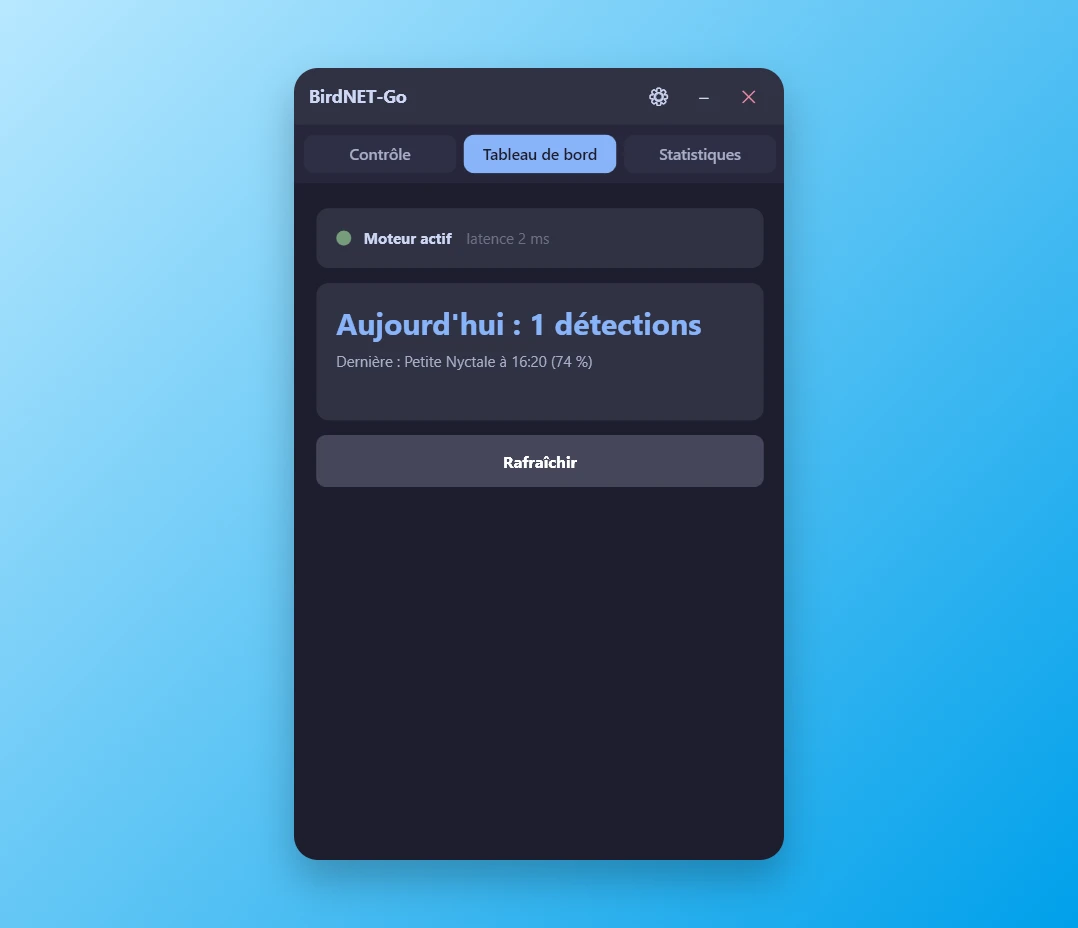 BirdNET-Go
Contrôle
Tableau de bord
Statistiques
Moteur actif latence 2 ms
Aujourd'hui : 1 détections
Dernière : Petite Nyctale à 16:20 (74 %)
Rafraîchir